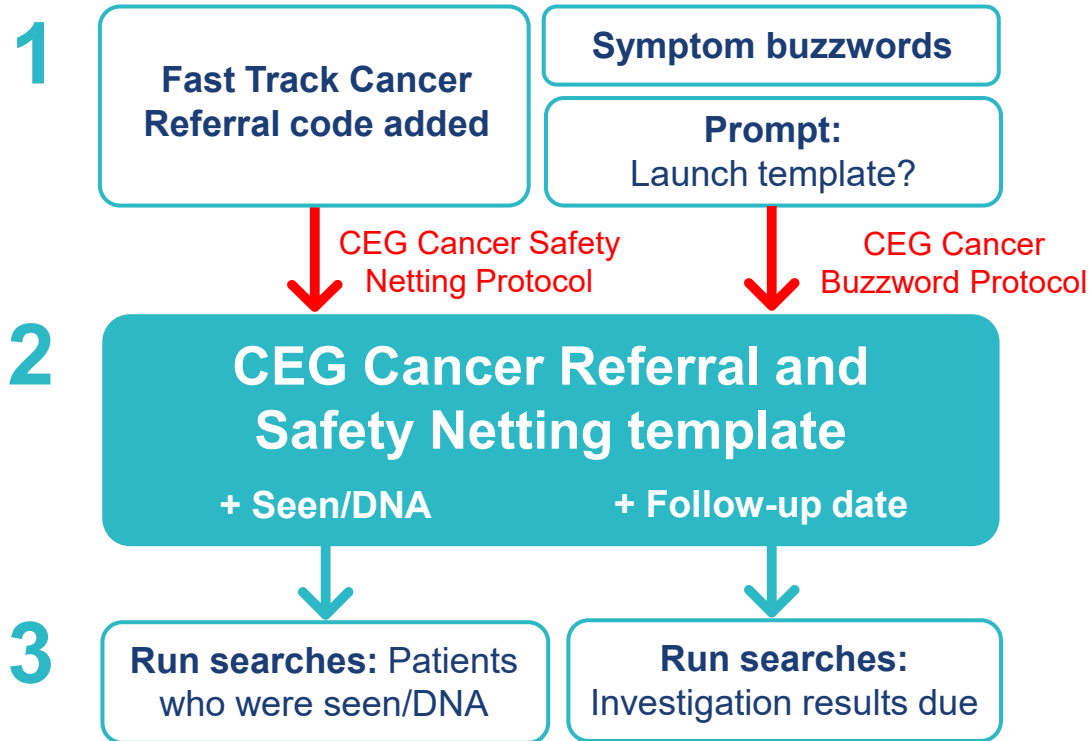 1
Fast Track Cancer
Referral code added
Symptom buzzwords
Prompt:
Launch template?
CEG Cancer Safety
Netting Protocol
CEG Cancer
Buzzword Protocol
2
CEG Cancer Referral and
Safety Netting template
+ Seen/DNA
+ Follow-up date
3
Run searches: Patients
who were seen/DNA
Run searches:
Investigation results due